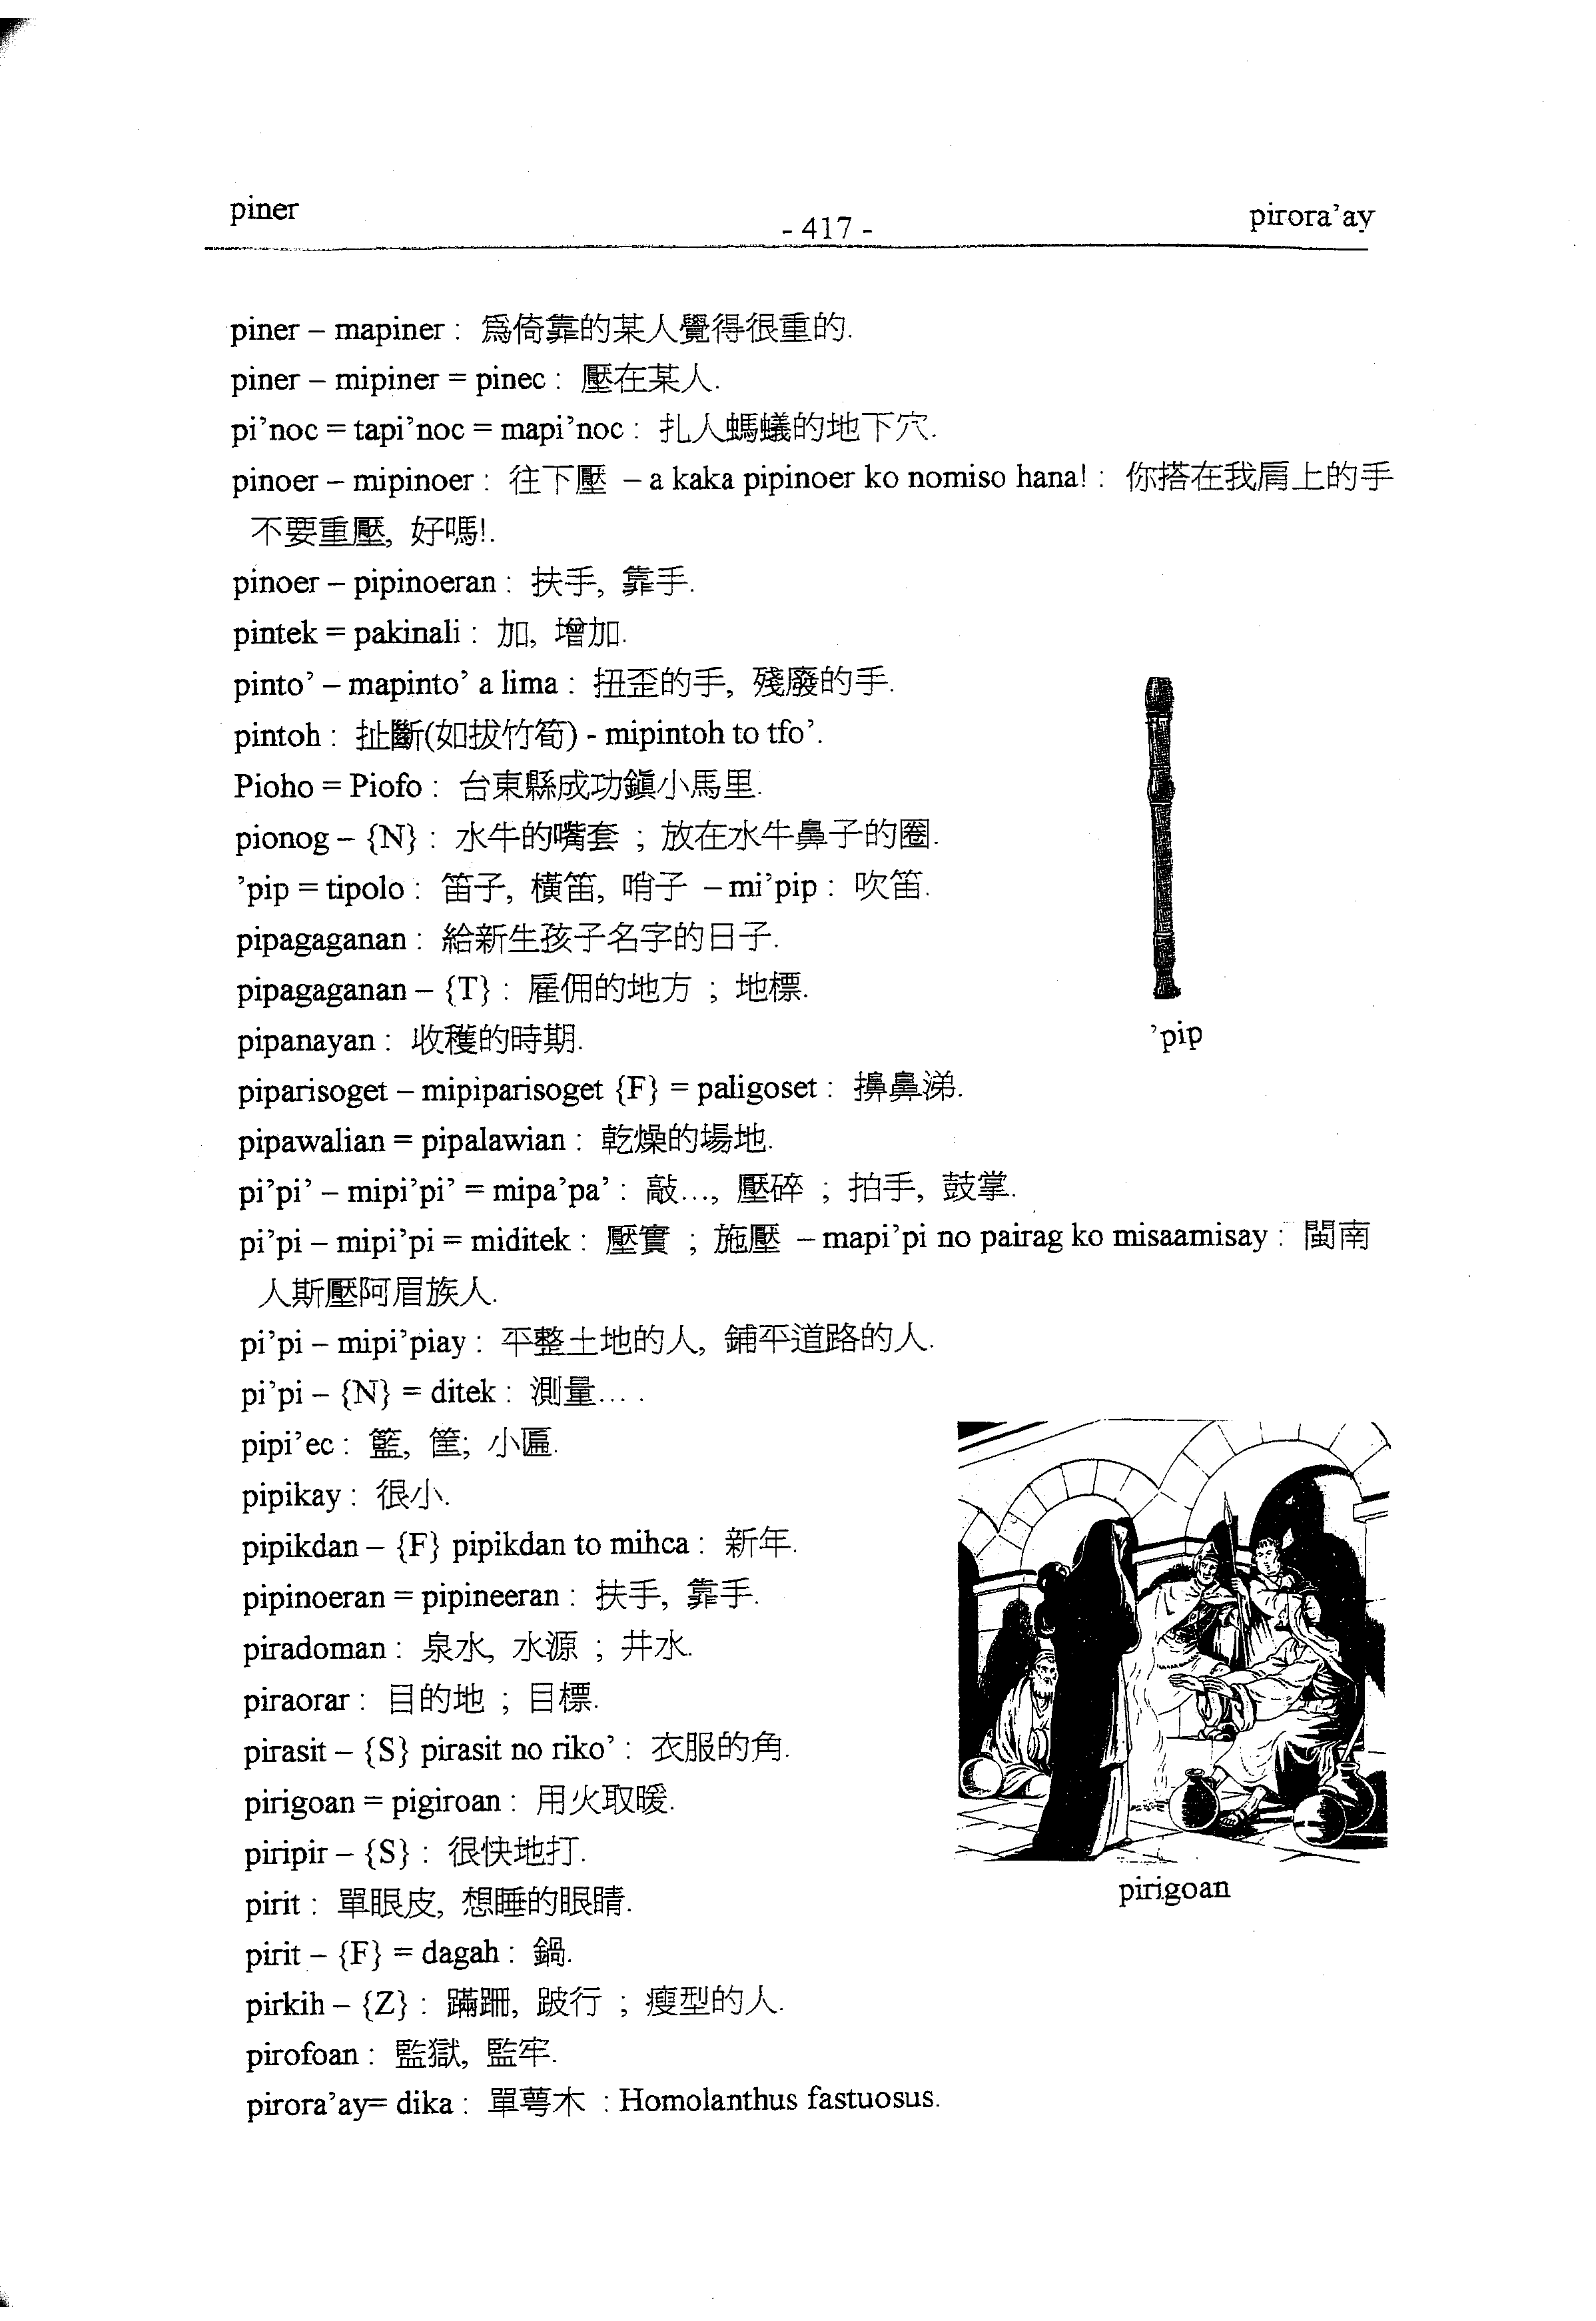 piner
- 417 -
pirora’ay
piner – mapiner : 爲倚靠的某人覺得很重的.
piner – mipiner = pinec : 壓在某人.
pi’noc = tapi’noc = mapi’noc : 扎人螞蟻的地下穴.
pinoer – mipinoer : 往下壓 – a kaka pipinoer ko nomiso hana! : 你搭在我肩上的手
不要重壓, 好嗎!.
pinoer – pipinoeran : 扶手, 靠手.
pintek = pakinali : 加, 增加.
pinto’ – mapinto’ a lima : 扭歪的手, 殘廢的手.
pintoh : 扯斷(如拔竹筍) - mipintoh to tfo’.
Pioho = Piofo : 台東縣成功鎭小馬里.
pionog – {N} : 水牛的嘴套 ; 放在水牛鼻子的圈.
’pip = tipolo : 笛子, 橫笛, 哨子 – mi’pip : 吹笛.
pipagaganan : 給新生孩子名字的日子.
pipagaganan – {T} : 雇佣的地方 ; 地標.
pipanayan : 收穫的時期.
’pip
piparisoget – mipiparisoget {F} = paligoset : 擤鼻涕.
pipawalian = pipalawian : 乾燥的場地.
pi’pi’ – mipi’pi’ = mipa’pa’ : 敲…, 壓碎 ; 拍手, 鼓掌.
pi’pi – mipi’pi = miditek : 壓實 ; 施壓 – mapi’pi no pairag ko misaamisay : 閩南
人斯壓阿眉族人.
pi’pi – mipi’piay : 平整土地的人, 鋪平道路的人.
pi’pi – {N} = ditek : 測量… .
pipi’ec : 籃, 筐; 小匾.
pipikay : 很小.
pipikdan – {F} pipikdan to mihca : 新年.
pipinoeran = pipineeran : 扶手, 靠手.
piradoman : 泉水, 水源 ; 井水.
piraorar : 目的地 ; 目標.
pirasit – {S} pirasit no riko’ : 衣服的角.
pirigoan = pigiroan : 用火取暖.
piripir – {S} : 很快地打.
pirigoan
pirit : 單眼皮, 想睡的眼睛.
pirit – {F} = dagah : 鍋.
pirkih – {Z} : 蹣跚, 跛行 ; 瘦型的人.
pirofoan : 監獄, 監牢.
pirora’ay= dika : 單萼木 : Homolanthus fastuosus.